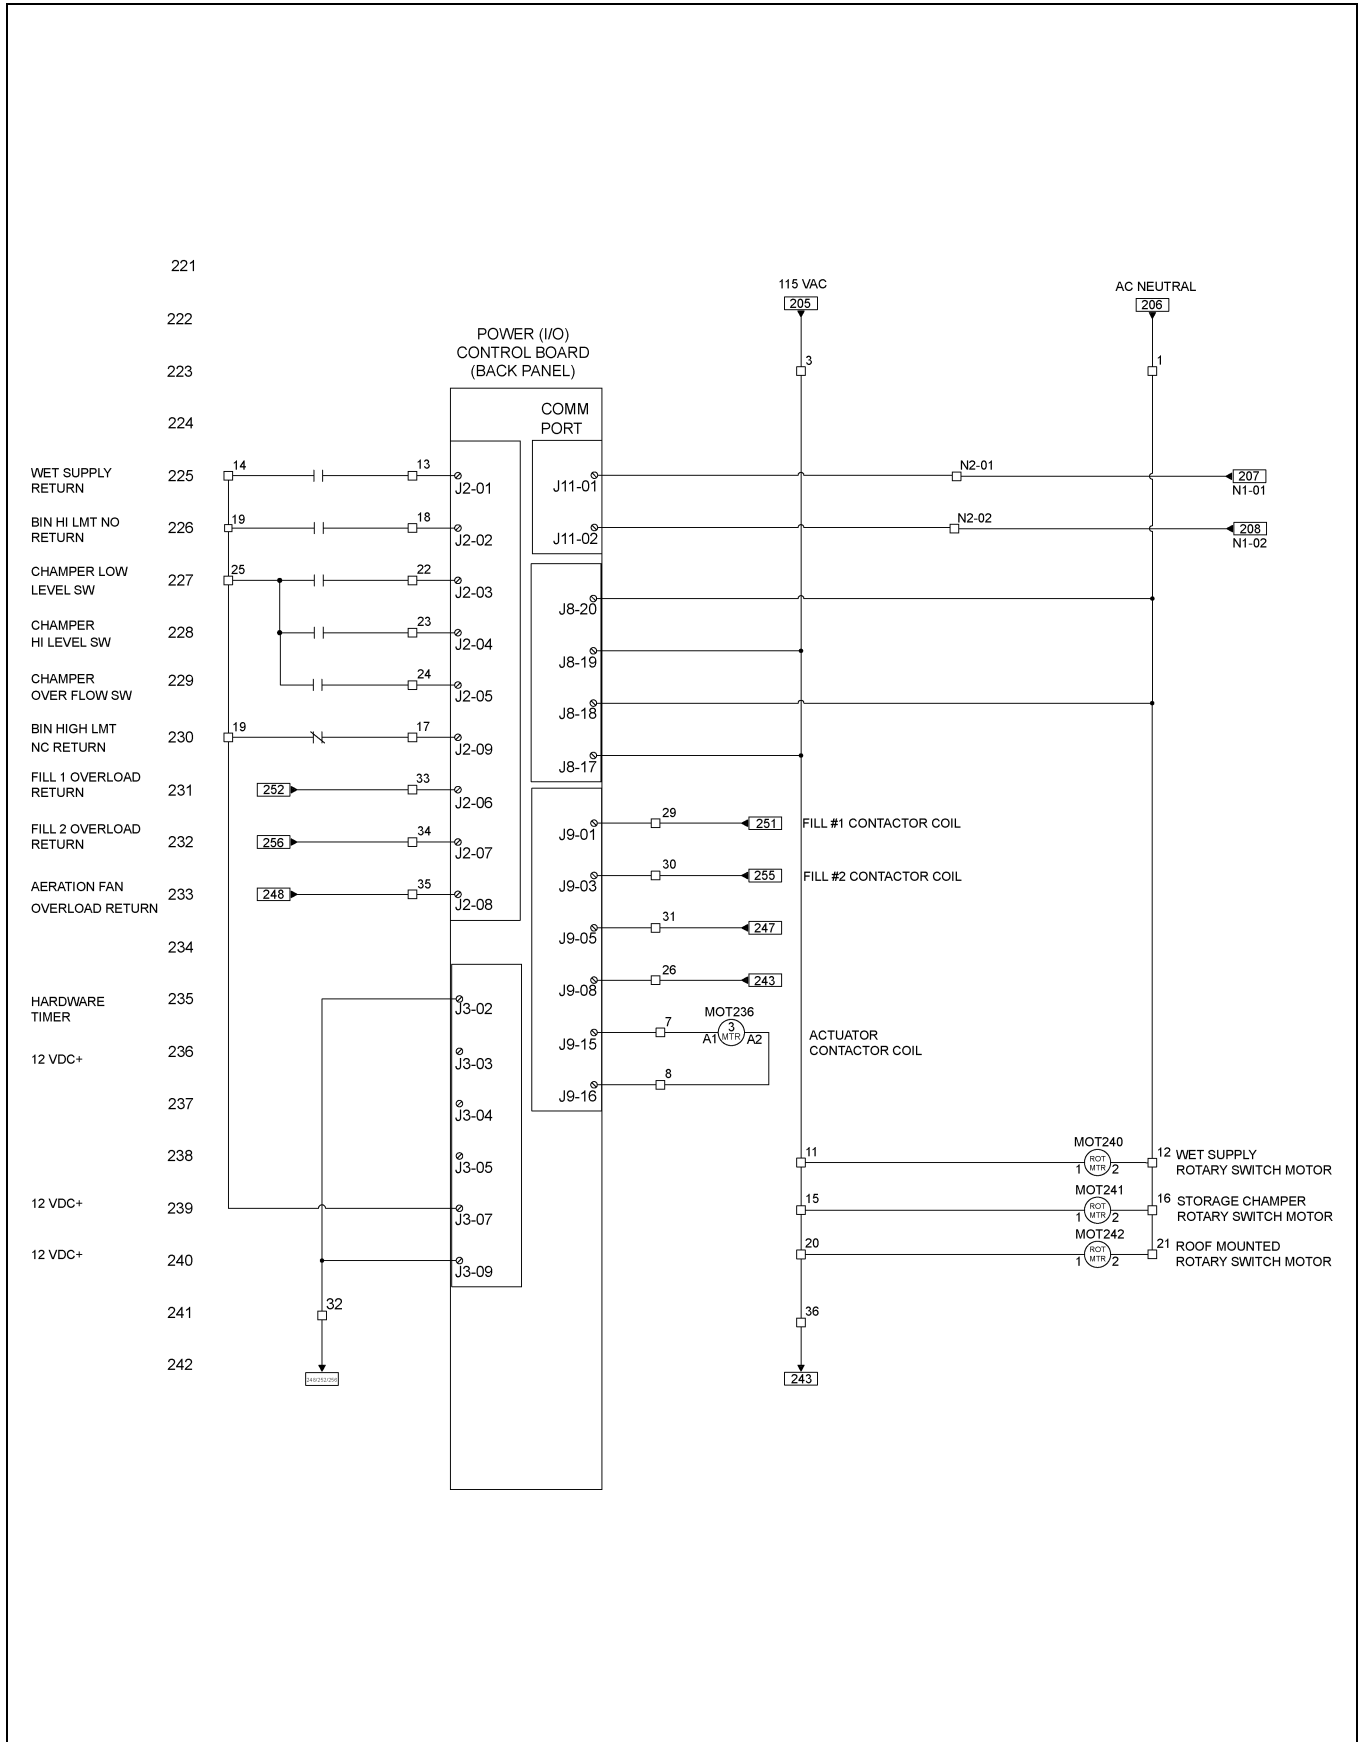 221
115 VAC
205
AC NEUTRAL
206
222
POWER (I/O)
CONTROL BOARD
(BACK PANEL)
223
3
1
224
COMM
PORT
WET SUPPLY
RETURN
225
14
13
J2-01
J11-01
N2-01
207
N1-01
BIN HI LMT NO
RETURN
226
19
18
J2-02
J11-02
N2-02
208
N1-02
CHAMPER LOW
LEVEL SW
227
25
22
J2-03
J8-20
CHAMPER
HI LEVEL SW
228
23
J2-04
J8-19
CHAMPER
OVER FLOW SW
229
24
J2-05
J8-18
BIN HIGH LMT
NC RETURN
230
19
17
J2-09
J8-17
FILL 1 OVERLOAD
RETURN
231
252
33
J2-06
J9-01
29
251
FILL #1 CONTACTOR COIL
FILL 2 OVERLOAD
RETURN
232
256
34
J2-07
J9-03
30
255
FILL #2 CONTACTOR COIL
AERATION FAN
OVERLOAD RETURN
233
248
35
J2-08
J9-05
31
247
234
J9-08
26
243
HARDWARE
TIMER
235
J3-02
J9-15
7
MOT236
A1
3
MTR
A2
ACTUATOR
CONTACTOR COIL
12 VDC+
236
J3-03
J9-16
8
237
J3-04
238
J3-05
11
MOT240
1
ROT
MTR
2
12
WET SUPPLY
ROTARY SWITCH MOTOR
12 VDC+
239
J3-07
15
MOT241
1
ROT
MTR
2
16
STORAGE CHAMPER
ROTARY SWITCH MOTOR
12 VDC+
240
J3-09
20
MOT242
1
ROT
MTR
2
21
ROOF MOUNTED
ROTARY SWITCH MOTOR
241
32
36
242
243